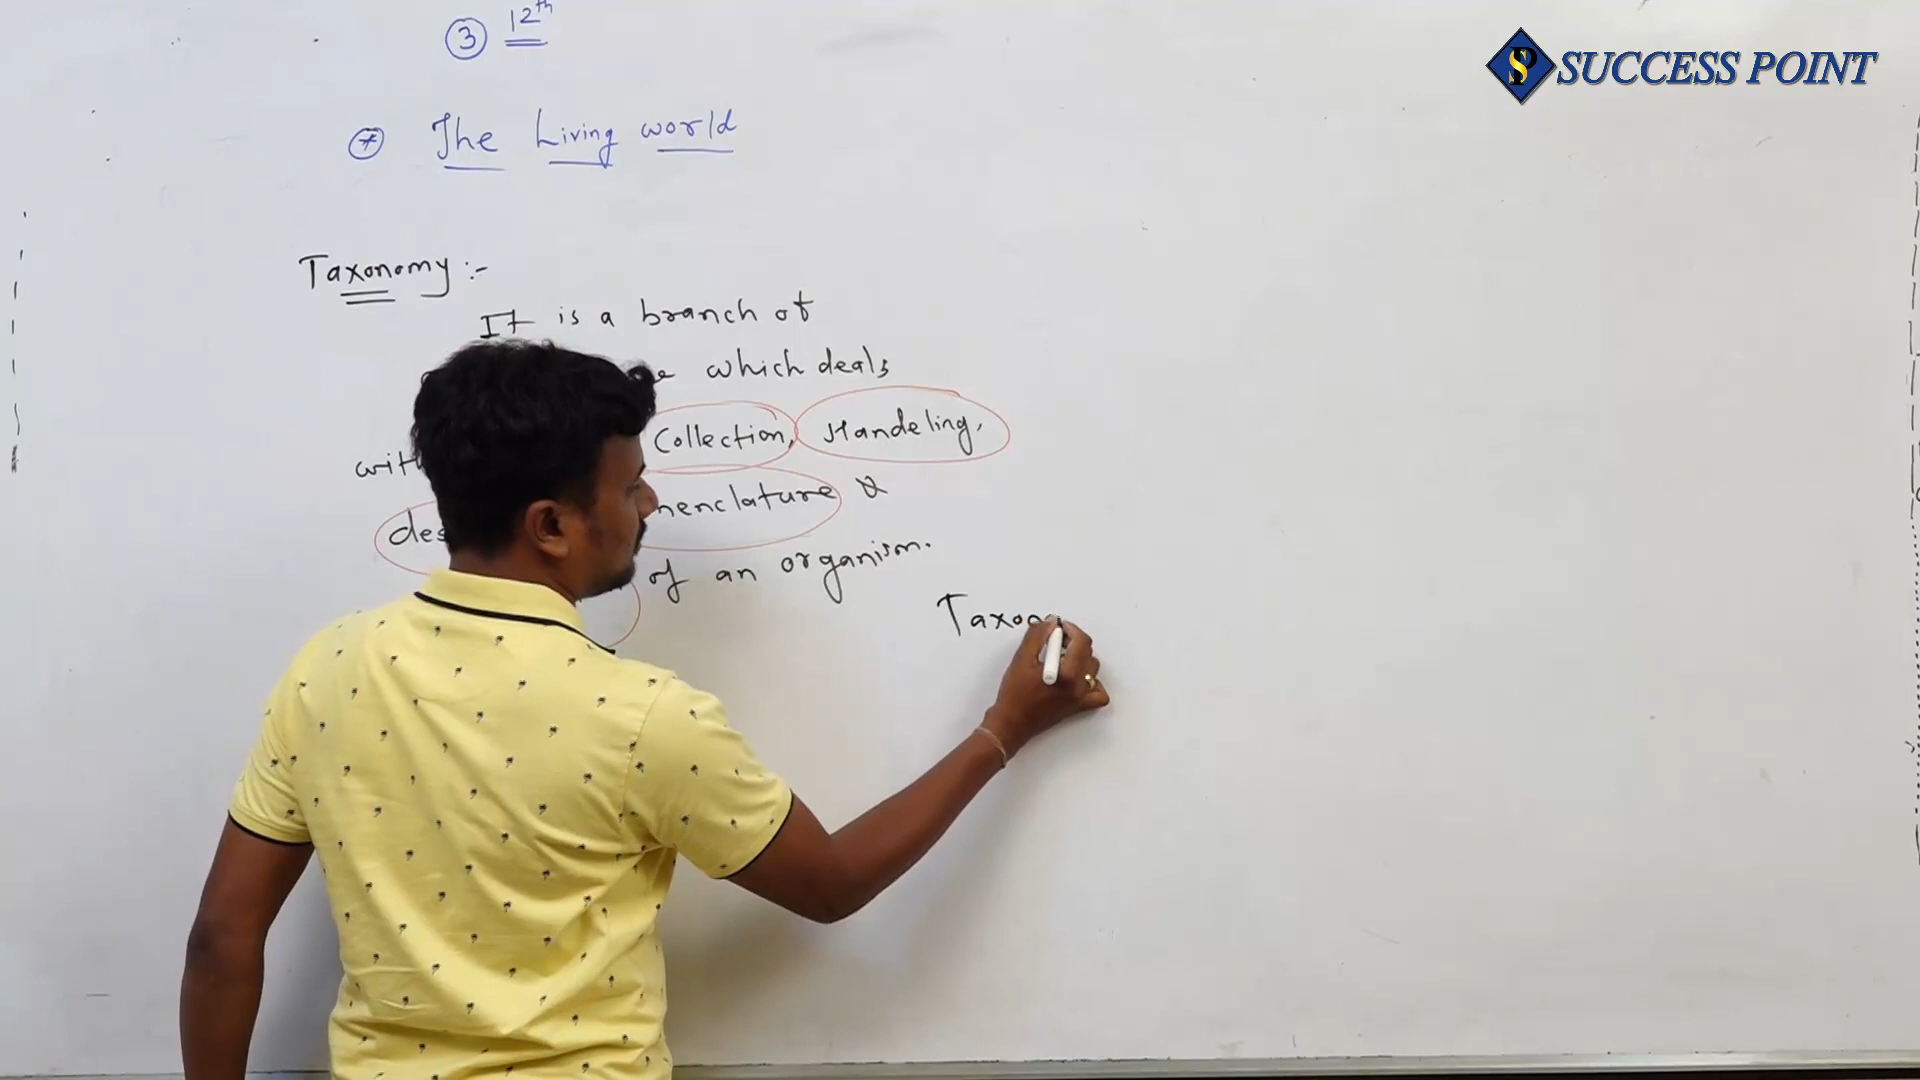 ③ 12th
SUCCESS POINT
* The Living world
Taxonomy :-
It is a branch of
which deals
Collection, Handeling,
&
of an organism.